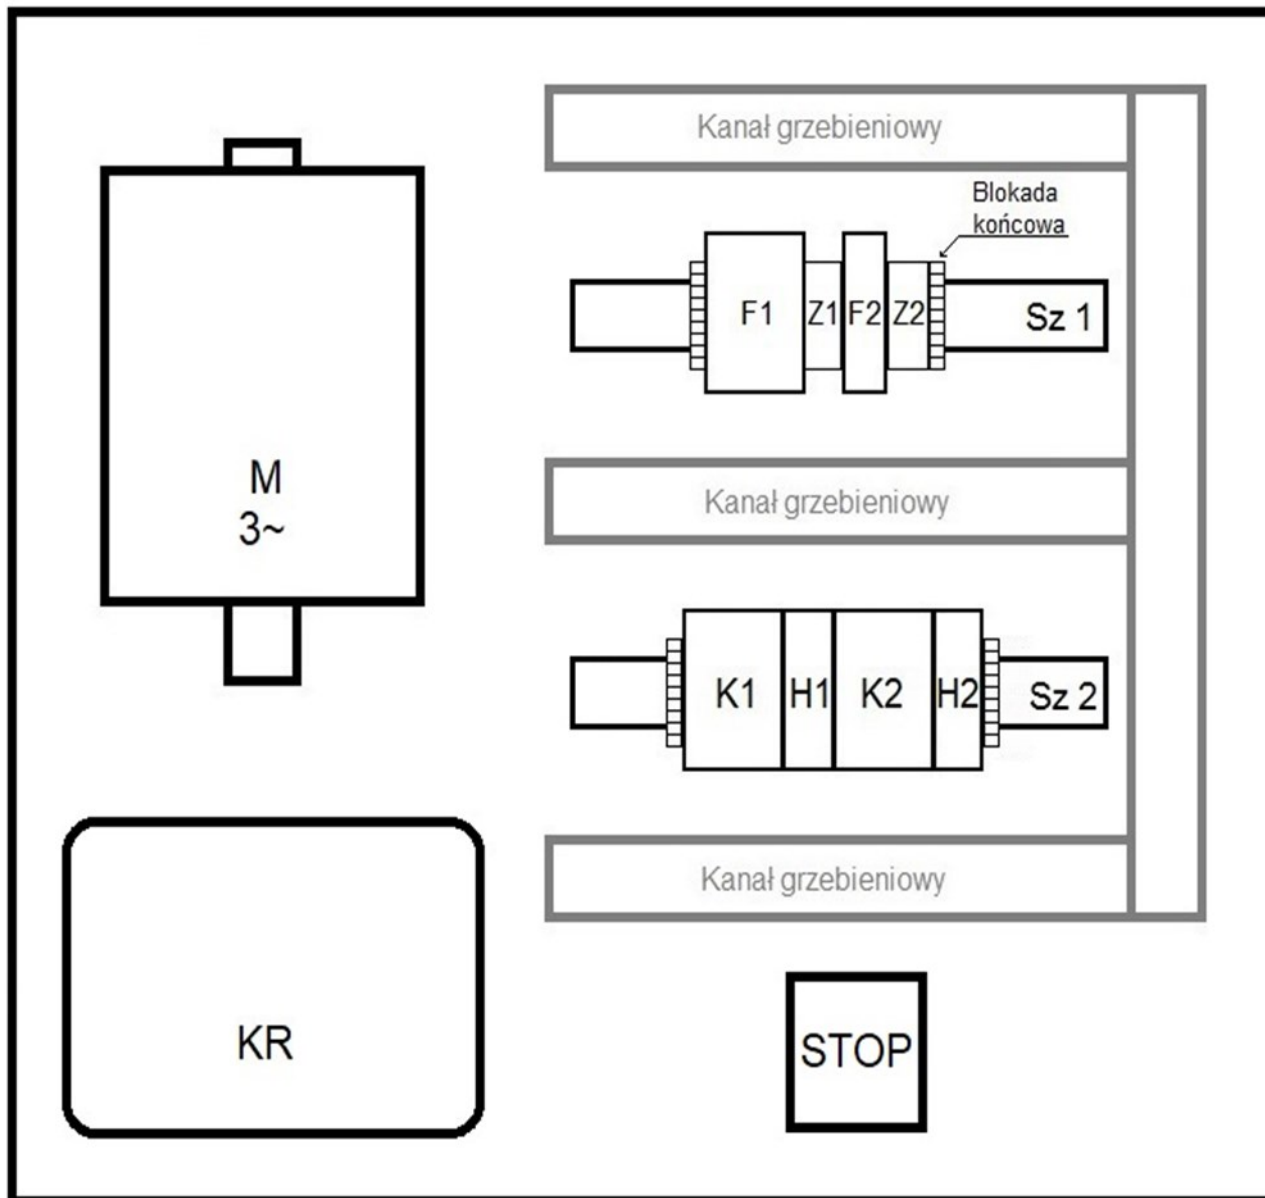 Kanał grzebieniowy
Blokada
końcowa
F1 Z1 F2 Z2
Sz 1
M
3~
Kanał grzebieniowy
K1 H1 K2 H2
Sz 2
Kanał grzebieniowy
KR
STOP